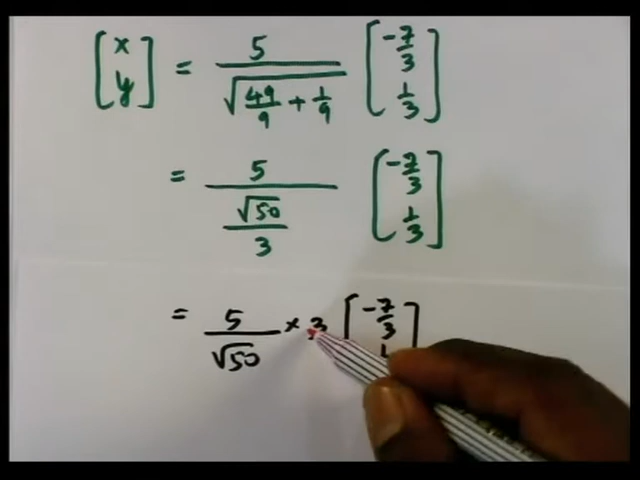 [x y] = 5 / √(49/9 + 1/9) [-7/3 1/3]
= 5 / (√50 / 3) [-7/3 1/3]
= 5 / √50 × 3 [-7/3 1